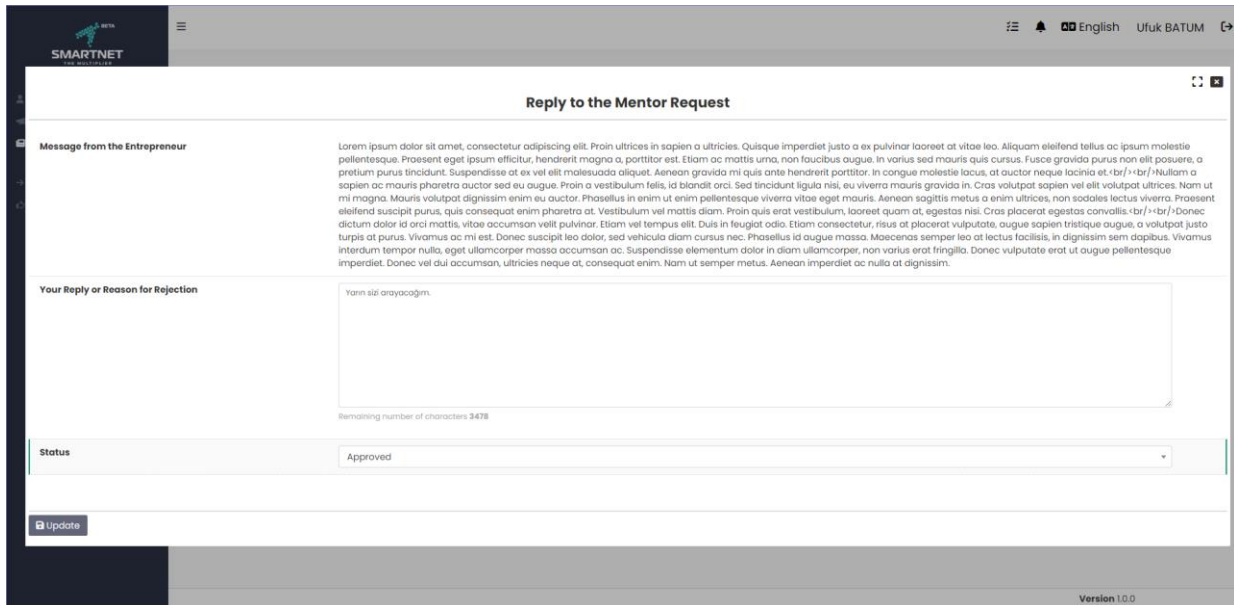 BETA
SMARTNET
THE MULTIPLIER
English
Ufuk BATUM
Reply to the Mentor Request
Message from the Entrepreneur
Lorem ipsum dolor sit amet, consectetur adipiscing elit. Proin ultrices in sapien a ultricies. Quisque imperdiet justo a ex pulvinar laoreet at vitae leo. Aliquam eleifend tellus ac ipsum molestie
pellentesque. Praesent eget ipsum efficitur, hendrerit magna a, porttitor est. Etiam ac mattis urna, non faucibus augue. In varius sed mauris quis cursus. Fusce gravida purus non elit posuere, a
pretium purus tincidunt. Suspendisse at ex vel elit malesuada aliquet. Aenean gravida mi quis ante hendrerit porttitor. In congue molestie lacus, at auctor neque lacinia et.<br/><br/>Nullam a
sapien ac mauris pharetra auctor sed eu augue. Proin a vestibulum felis, id blandit orci. Sed tincidunt ligula nisi, eu viverra mauris gravida in. Cras volutpat sapien vel elit volutpat ultrices. Nam ut
mi magna. Mauris volutpat dignissim enim eu auctor. Phasellus in enim ut enim pellentesque viverra vitae eget mauris. Aenean sagittis metus a enim ultrices, non sodales lectus viverra. Praesent
eleifend suscipit purus, quis consequat enim pharetra at. Vestibulum vel mattis diam. Proin quis erat vestibulum, laoreet quam at, egestas nisi. Cras placerat egestas convallis.<br/><br/>Donec
dictum dolor id orci mattis, vitae accumsan velit pulvinar. Etiam vel tempus elit. Duis in feugiat odio. Etiam consectetur, risus at placerat vulputate, augue sapien tristique augue, a volutpat justo
turpis at purus. Vivamus ac mi est. Donec suscipit leo dolor, sed vehicula diam cursus nec. Phasellus id augue massa. Maecenas semper leo at lectus facilisis, in dignissim sem dapibus. Vivamus
interdum tempor nulla, eget ullamcorper massa accumsan ac. Suspendisse elementum dolor in diam ullamcorper, non varius erat fringilla. Donec vulputate erat ut augue pellentesque
imperdiet. Donec vel dui accumsan, ultricies neque at, consequat enim. Nam ut semper metus. Aenean imperdiet ac nulla at dignissim.
Your Reply or Reason for Rejection
Yarın sizi arayacağım.
Remaining number of characters 3478
Status
Approved
Update
Version 1.0.0